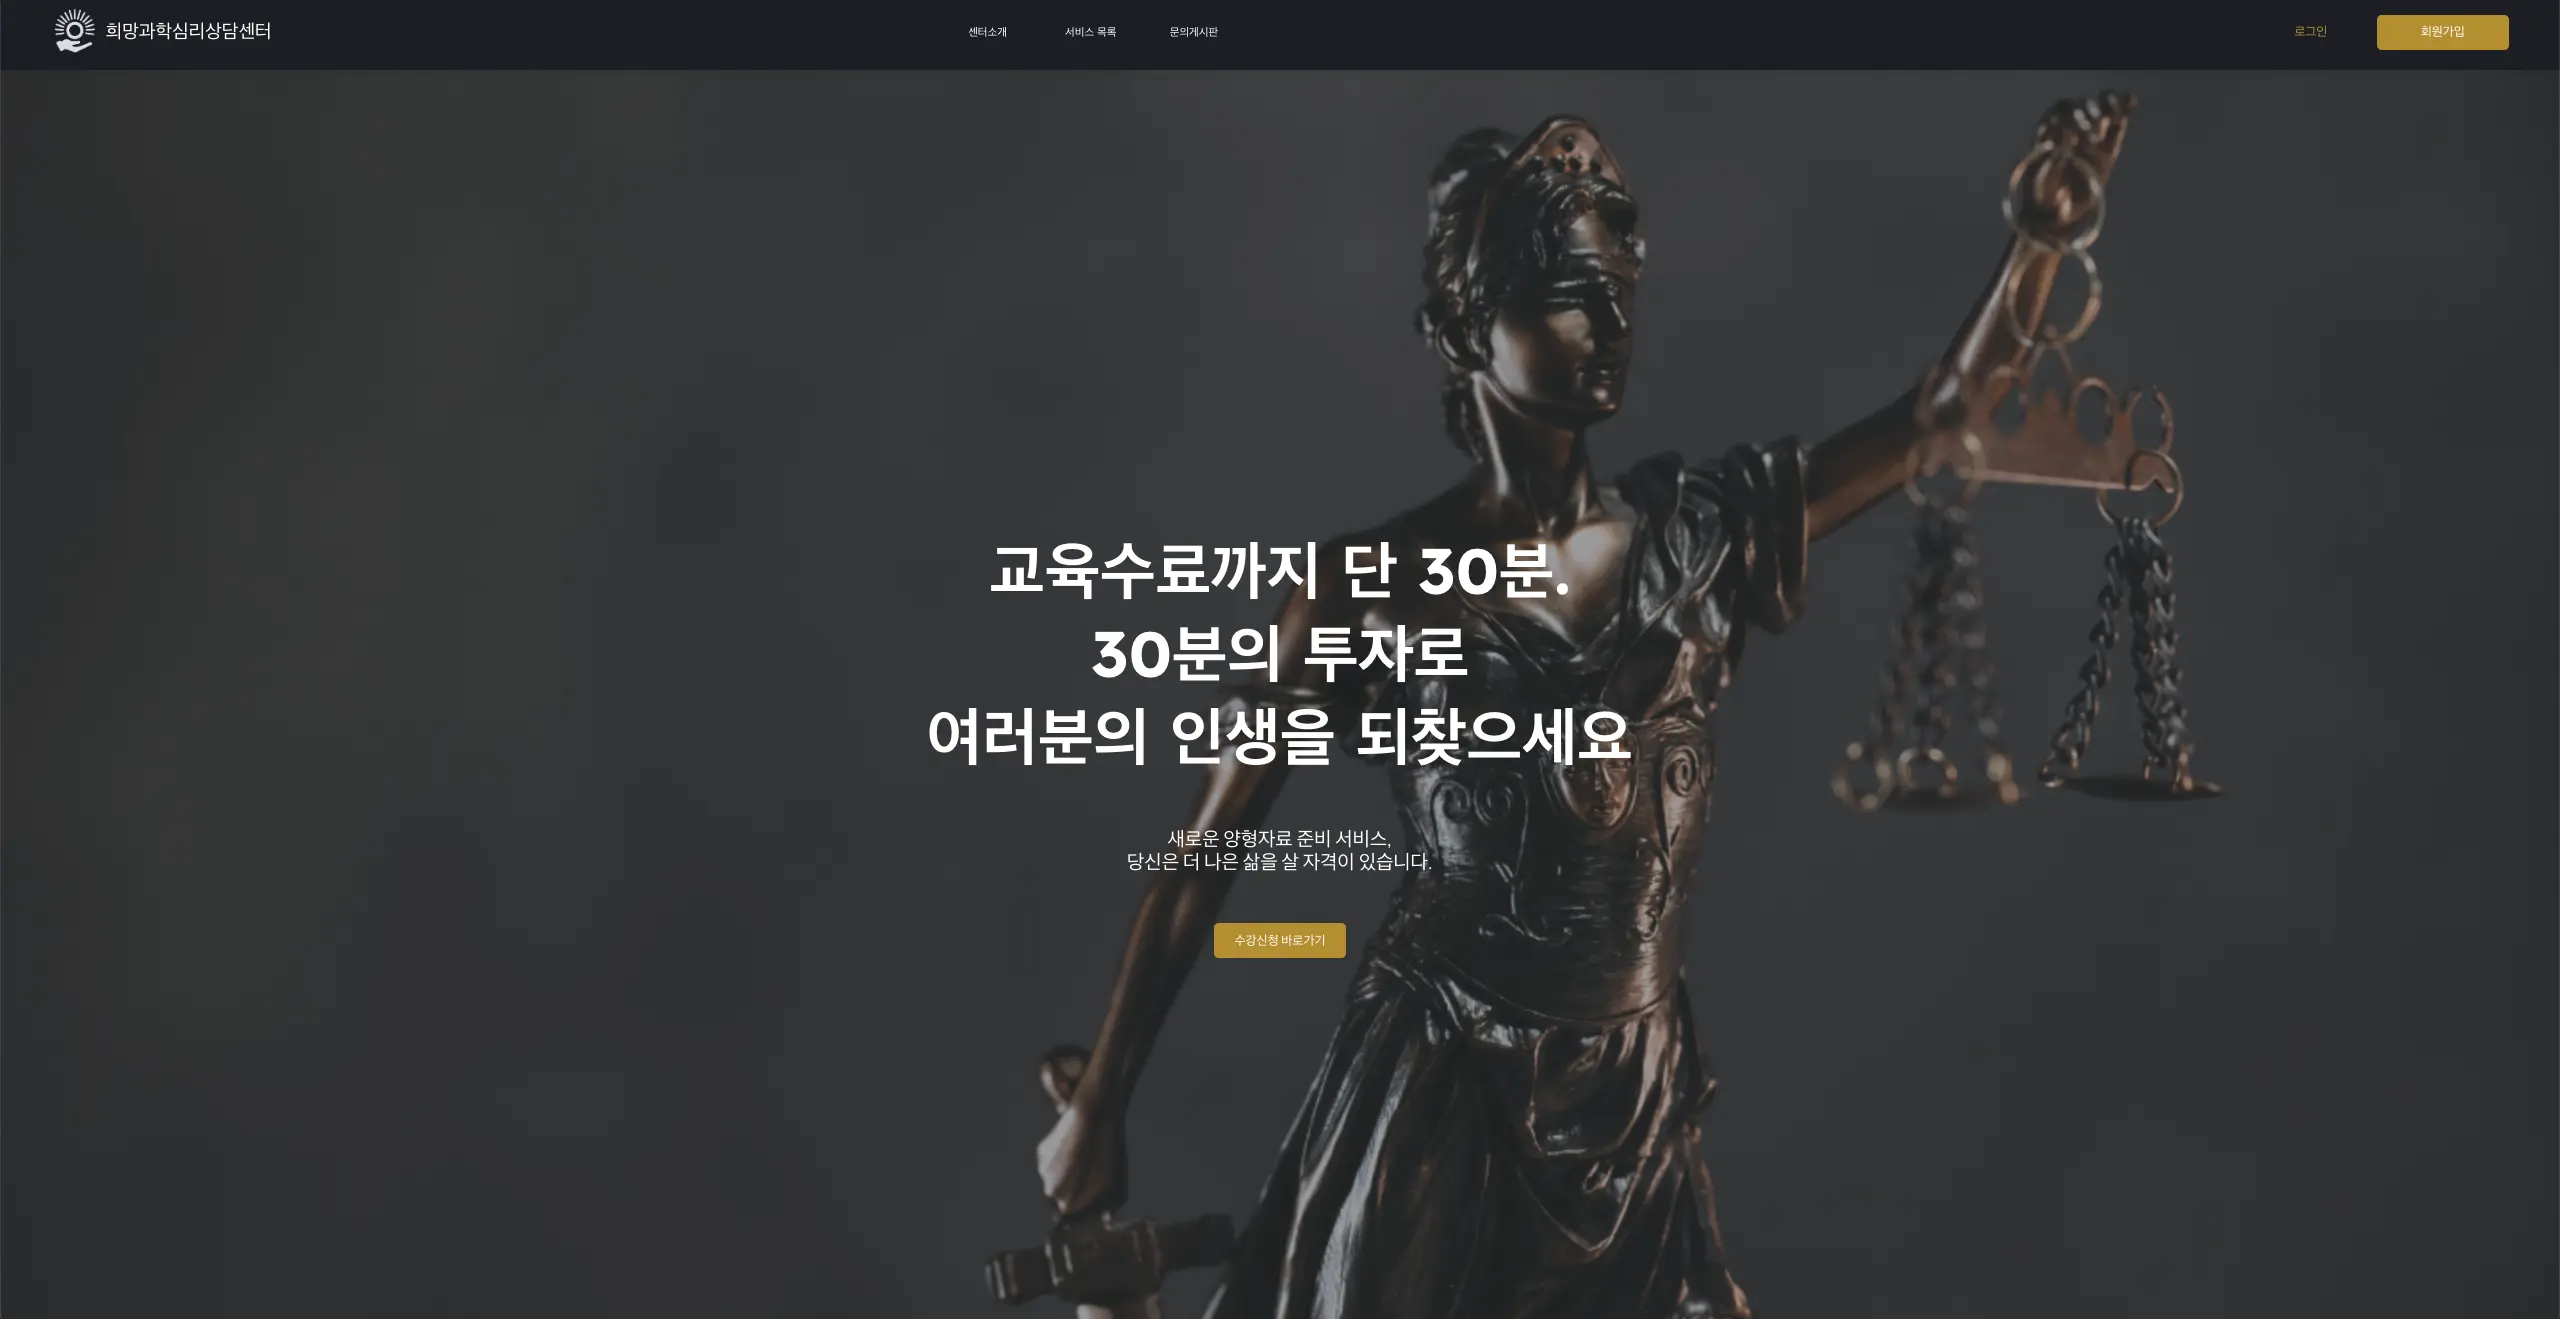 희망과학심리상담센터
센터소개
서비스 목록
문의게시판
로그인
회원가입
교육수료까지 단 30분.
30분의 투자로
여러분의 인생을 되찾으세요
새로운 양형자료 준비 서비스,
당신은 더 나은 삶을 살 자격이 있습니다.
수강신청 바로가기